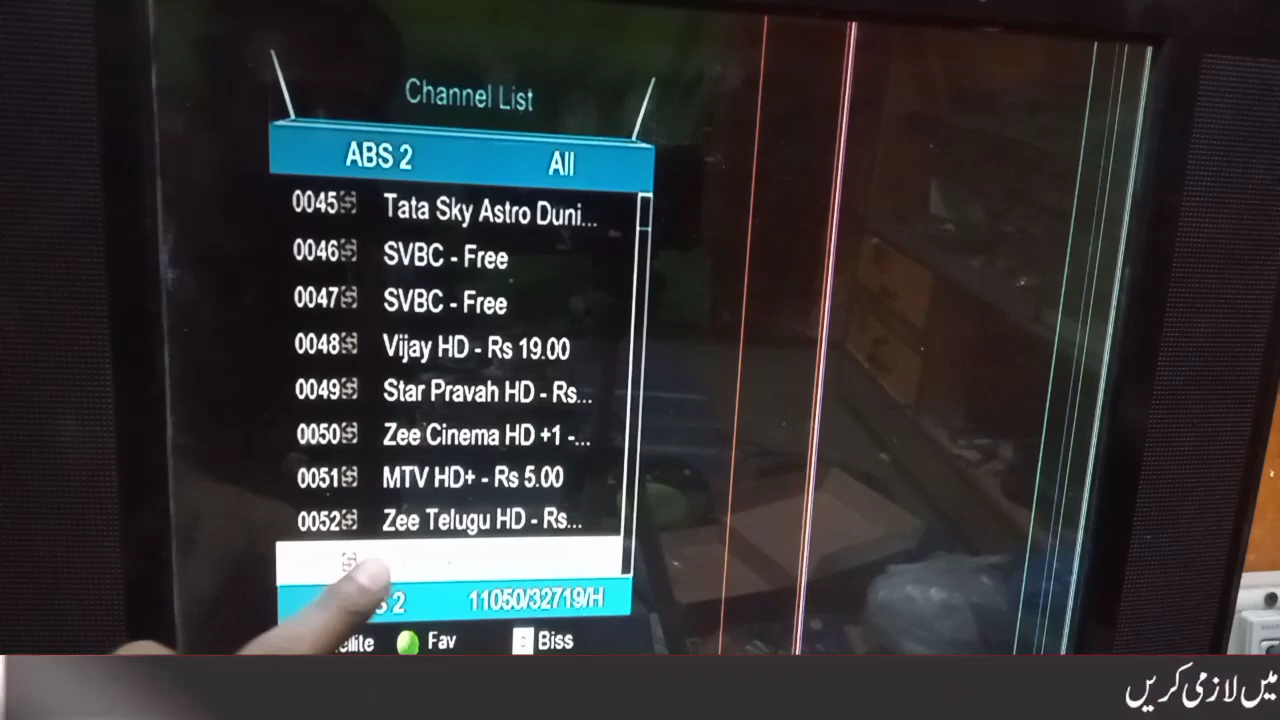 Channel List
ABS 2 All
0045 Tata Sky Astro Duni...
0046 SVBC - Free
0047 SVBC - Free
0048 Vijay HD - Rs 19.00
0049 Star Pravah HD - Rs...
0050 Zee Cinema HD +1 -...
0051 MTV HD+ - Rs 5.00
0052 Zee Telugu HD - Rs...
2 11050/32719/H
Fav Biss
میں لازمی کریں